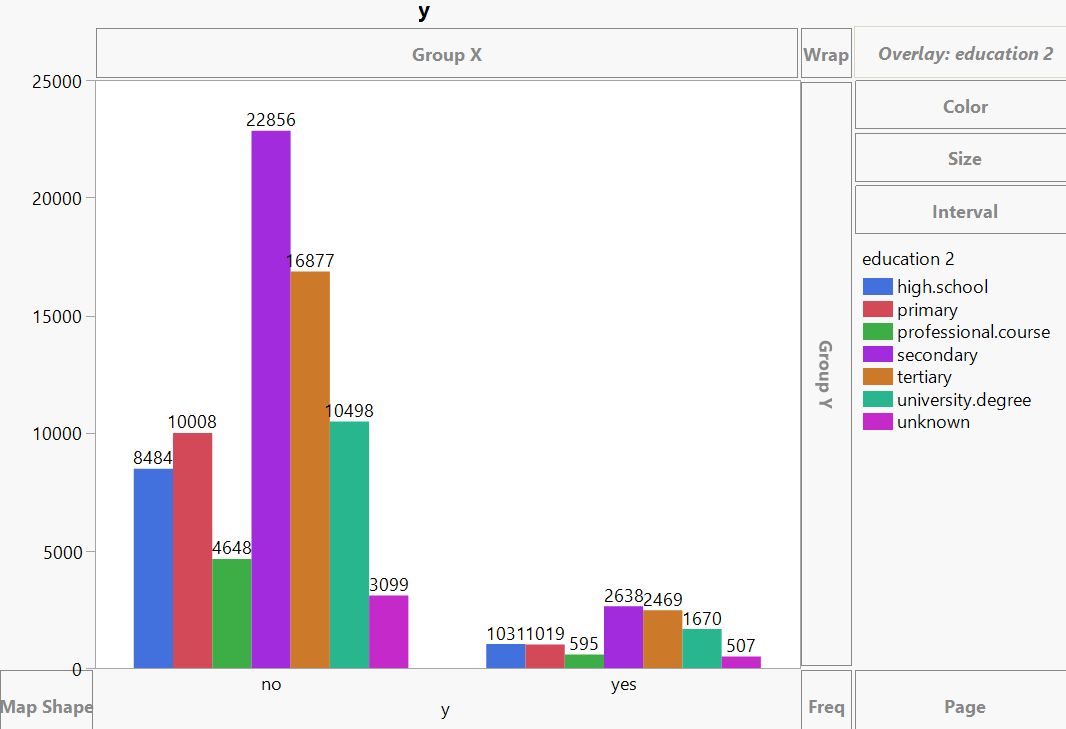 y
Group X
Wrap
Overlay: education 2
Color
Size
Interval
education 2
high.school
primary
professional.course
secondary
tertiary
university.degree
unknown
Group Y
25000
20000
15000
10000
5000
0
8484
10008
4648
22856
16877
10498
3099
1031
1019
595
2638
2469
1670
507
no
yes
y
Map Shape
Freq
Page